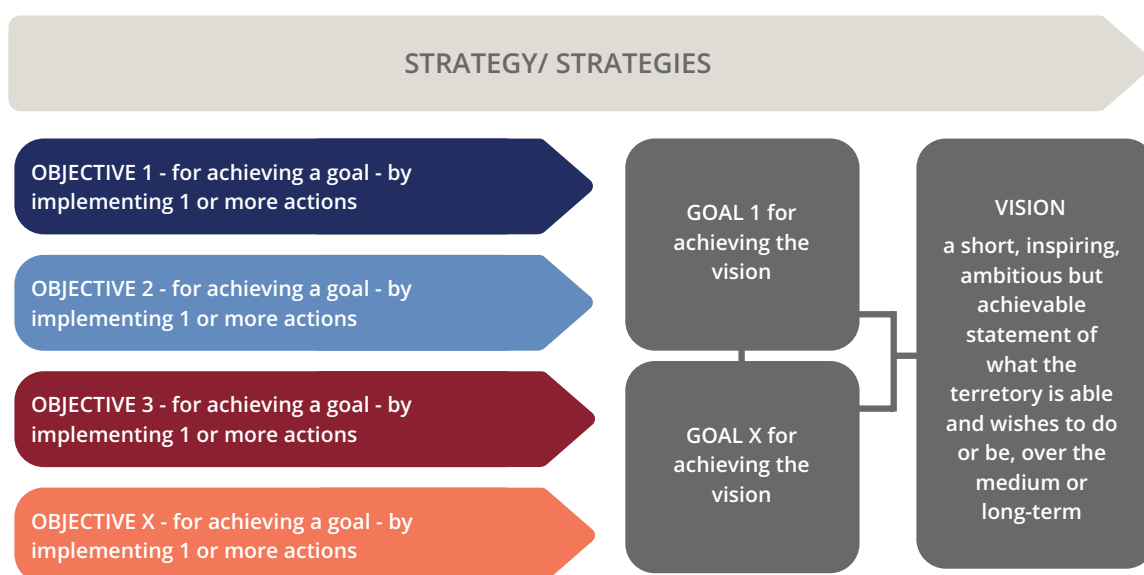 STRATEGY/ STRATEGIES
OBJECTIVE 1 - for achieving a goal - by
implementing 1 or more actions
OBJECTIVE 2 - for achieving a goal - by
implementing 1 or more actions
OBJECTIVE 3 - for achieving a goal - by
implementing 1 or more actions
OBJECTIVE X - for achieving a goal - by
implementing 1 or more actions
GOAL 1 for
achieving the
vision
GOAL X for
achieving the
vision
VISION
a short, inspiring,
ambitious but
achievable
statement of
what the
terretory is able
and wishes to do
or be, over the
medium or
long-term